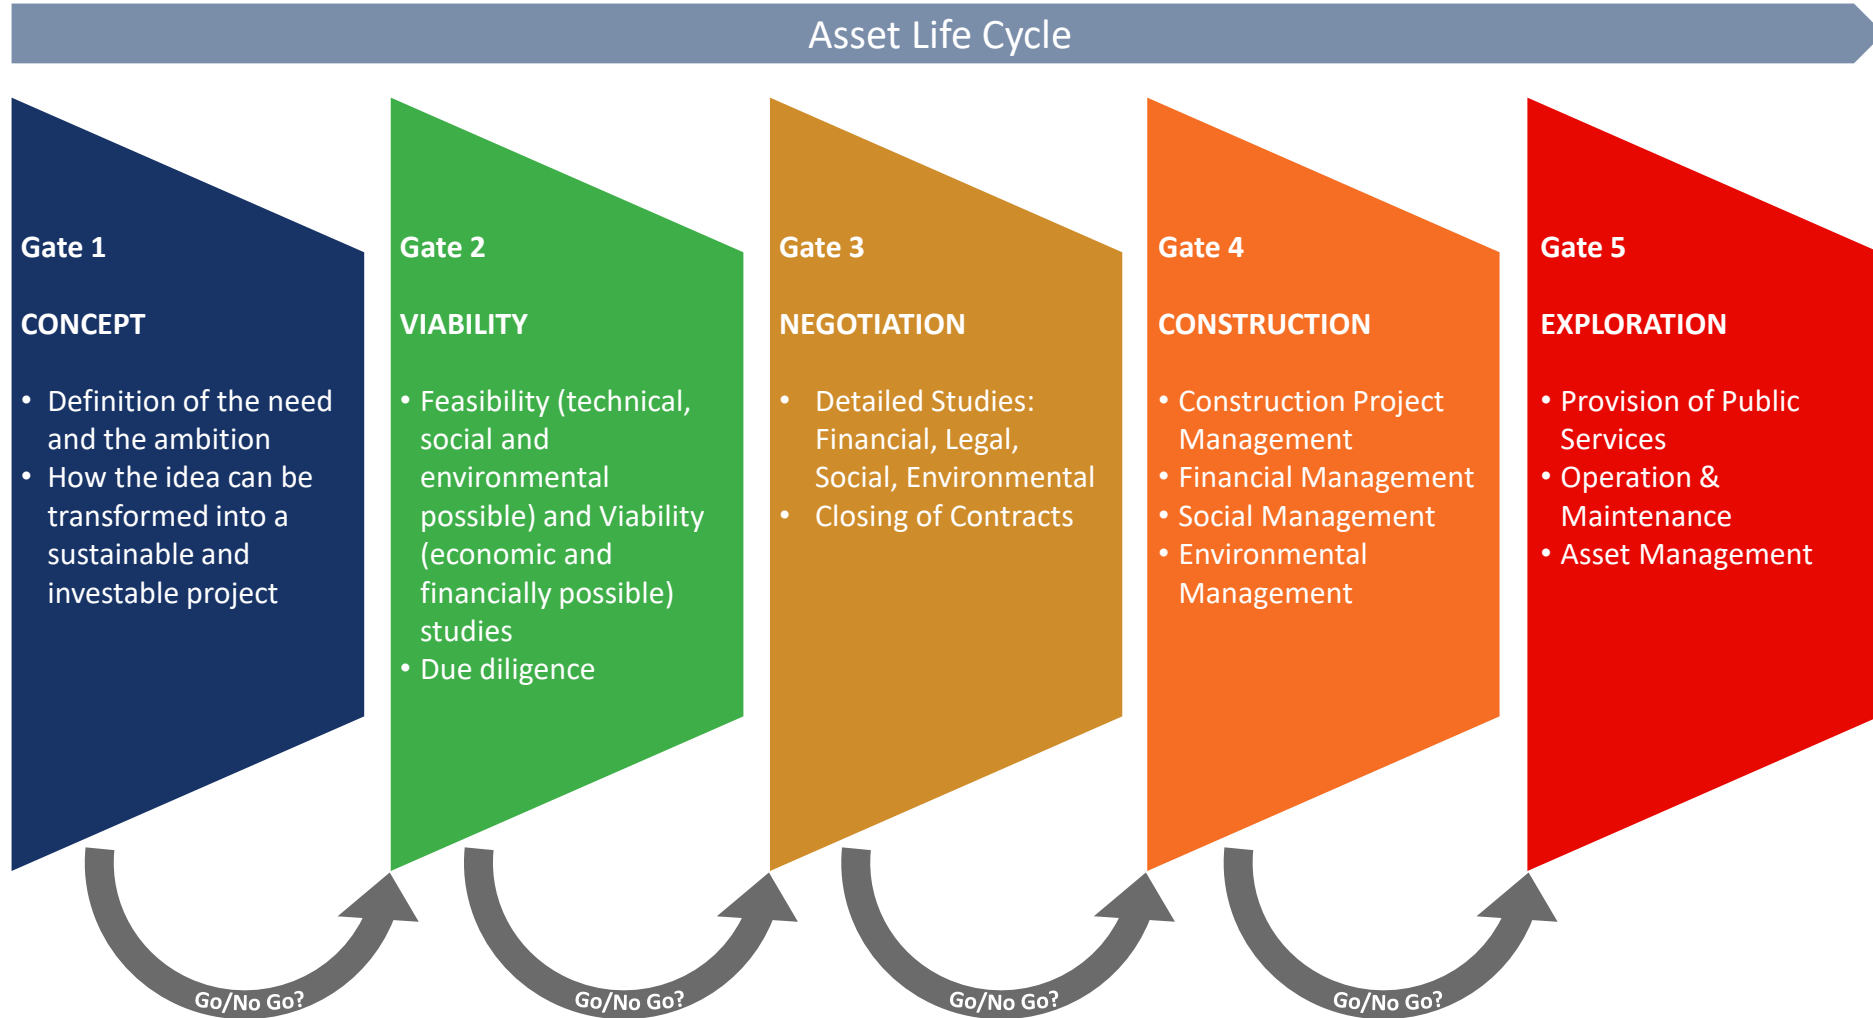 Asset Life Cycle
Gate 1
CONCEPT
• Definition of the need
and the ambition
• How the idea can be
transformed into a
sustainable and
investable project
Gate 2
VIABILITY
• Feasibility (technical,
social and
environmental
possible) and Viability
(economic and
financially possible)
studies
• Due diligence
Gate 3
NEGOTIATION
• Detailed Studies:
Financial, Legal,
Social, Environmental
• Closing of Contracts
Gate 4
CONSTRUCTION
• Construction Project
Management
• Financial Management
• Social Management
• Environmental
Management
Gate 5
EXPLORATION
• Provision of Public
Services
• Operation &
Maintenance
• Asset Management
Go/No Go?
Go/No Go?
Go/No Go?
Go/No Go?